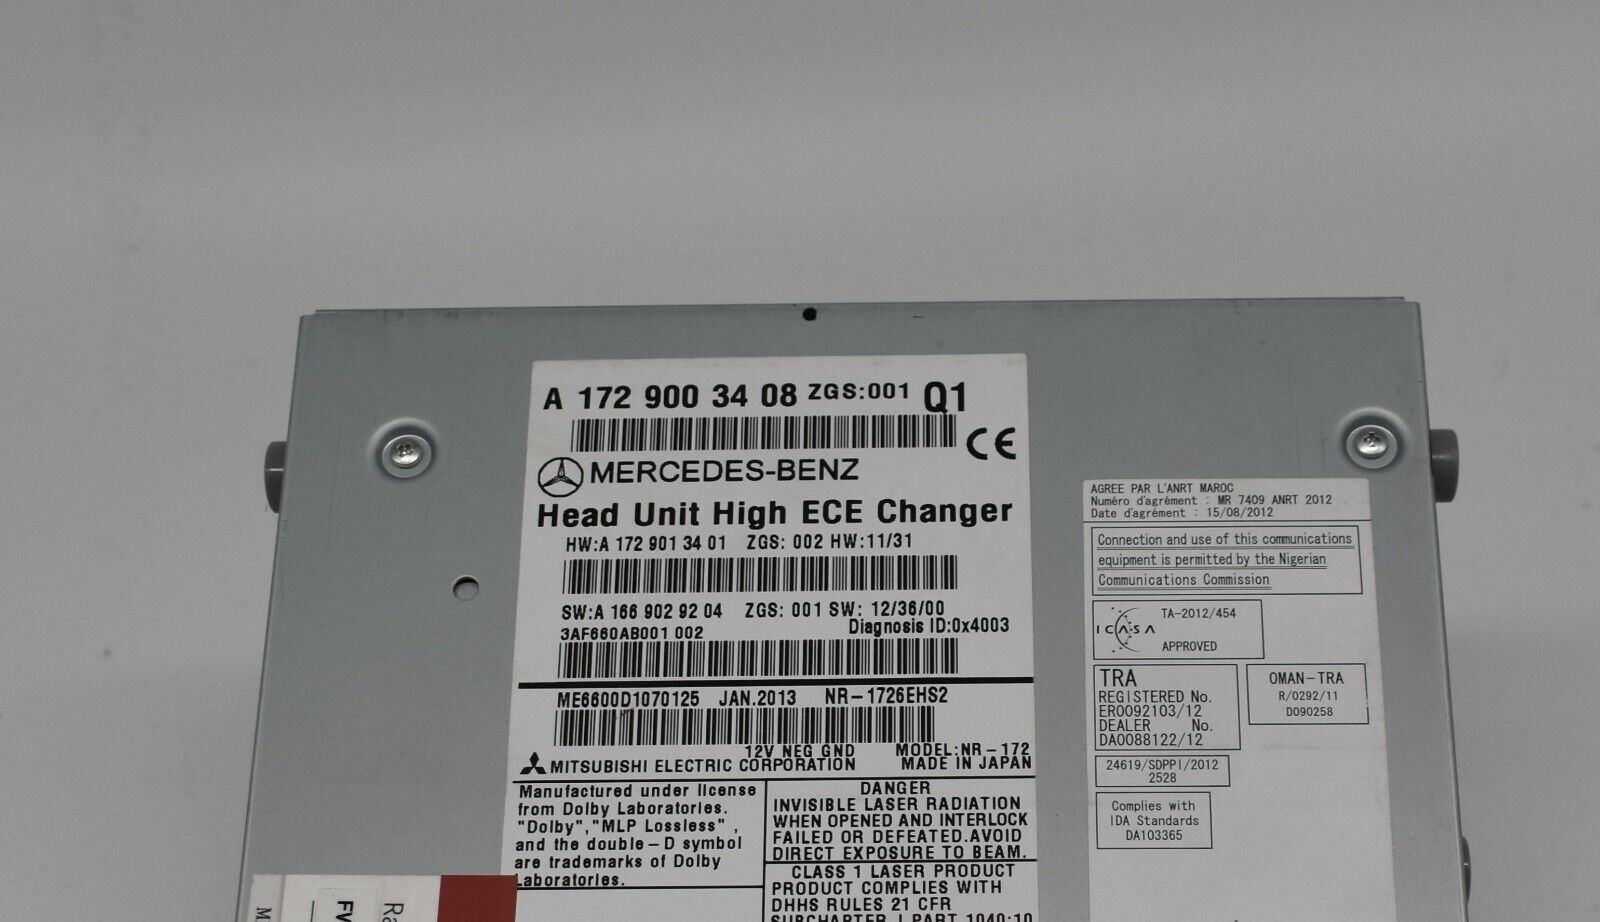 A 172 900 34 08 ZGS:001 Q1
CE
MERCEDES-BENZ
Head Unit High ECE Changer
HW:A 172 901 34 01 ZGS: 002 HW:11/31
SW:A 166 902 92 04 ZGS: 001 SW: 12/36/00
3AF660AB001 002 Diagnosis ID:0x4003
ME6600D1070125 JAN.2013 NR-1726EHS2
12V NEG GND MODEL:NR-172
MITSUBISHI ELECTRIC CORPORATION MADE IN JAPAN
Manufactured under license
from Dolby Laboratories.
"Dolby","MLP Lossless",
and the double-D symbol
are trademarks of Dolby
Laboratories.
DANGER
INVISIBLE LASER RADIATION
WHEN OPENED AND INTERLOCK
FAILED OR DEFEATED.AVOID
DIRECT EXPOSURE TO BEAM.
CLASS 1 LASER PRODUCT
PRODUCT COMPLIES WITH
DHHS RULES 21 CFR
SUBCHAPTER J PART 1040:10
AGREE PAR L'ANRT MAROC
Numéro d'agrément : MR 7409 ANRT 2012
Date d'agrément : 15/08/2012
Connection and use of this communications
equipment is permitted by the Nigerian
Communications Commission
ICASA TA-2012/454
APPROVED
TRA
REGISTERED No.
ER0092103/12
DEALER No.
DA0088122/12
OMAN-TRA
R/0292/11
D090258
24619/SDPPI/2012
2528
Complies with
IDA Standards
DA103365
FV
Ra